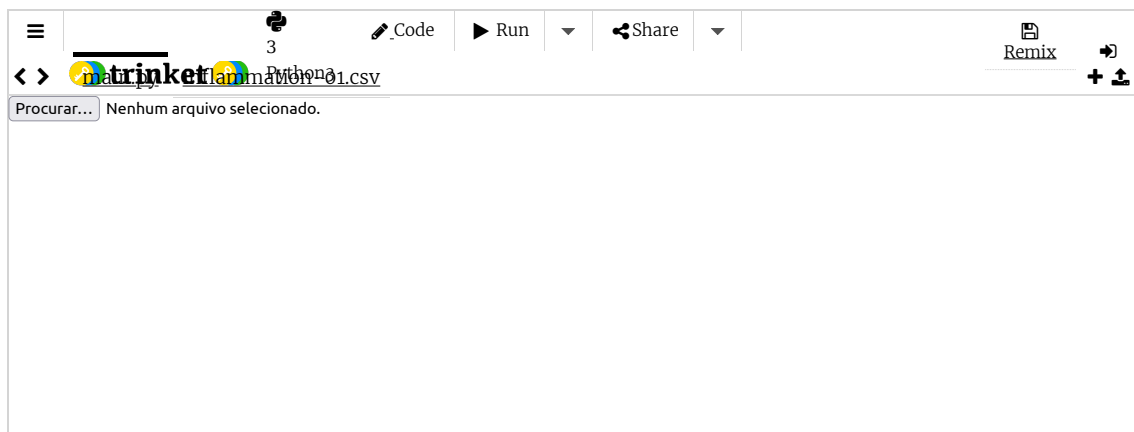 3
Code
Run
Share
Remix
main.py
trinket
inflammation-01.csv
Python3
Procurar... Nenhum arquivo selecionado.